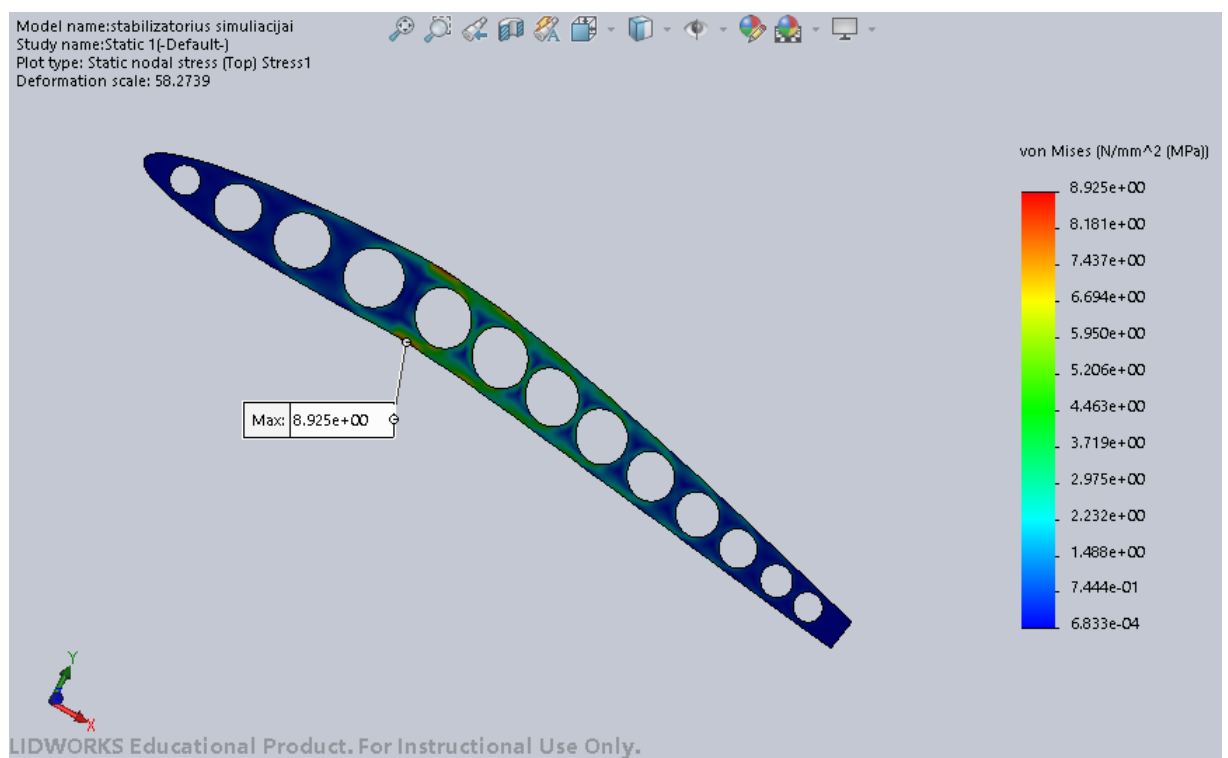 Model name:stabilizatorius simuliacijai
Study name:Static 1(-Default-)
Plot type: Static nodal stress (Top) Stress1
Deformation scale: 58.2739
von Mises (N/mm^2 (MPa))
8.925e+00
8.181e+00
7.437e+00
6.694e+00
5.950e+00
5.206e+00
4.463e+00
3.719e+00
2.975e+00
2.232e+00
1.488e+00
7.444e-01
6.833e-04
Max: 8.925e+00
Y
X
LIDWORKS Educational Product. For Instructional Use Only.